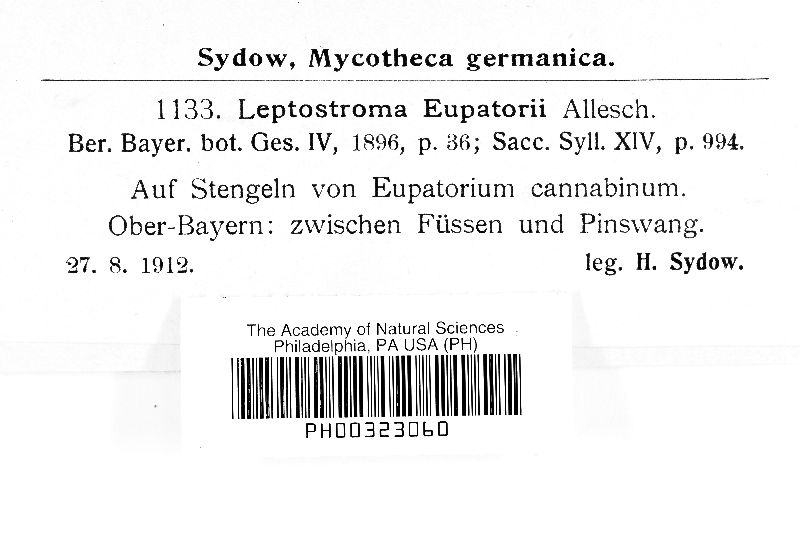 Sydow, Mycotheca germanica.
1133. Leptostroma Eupatorii Allesch.
Ber. Bayer. bot. Ges. IV, 1896, p. 36; Sacc. Syll. XIV, p. 994.
Auf Stengeln von Eupatorium cannabinum.
Ober-Bayern: zwischen Füssen und Pinswang.
27. 8. 1912. leg. H. Sydow.
The Academy of Natural Sciences
Philadelphia, PA USA (PH)
PH00323060